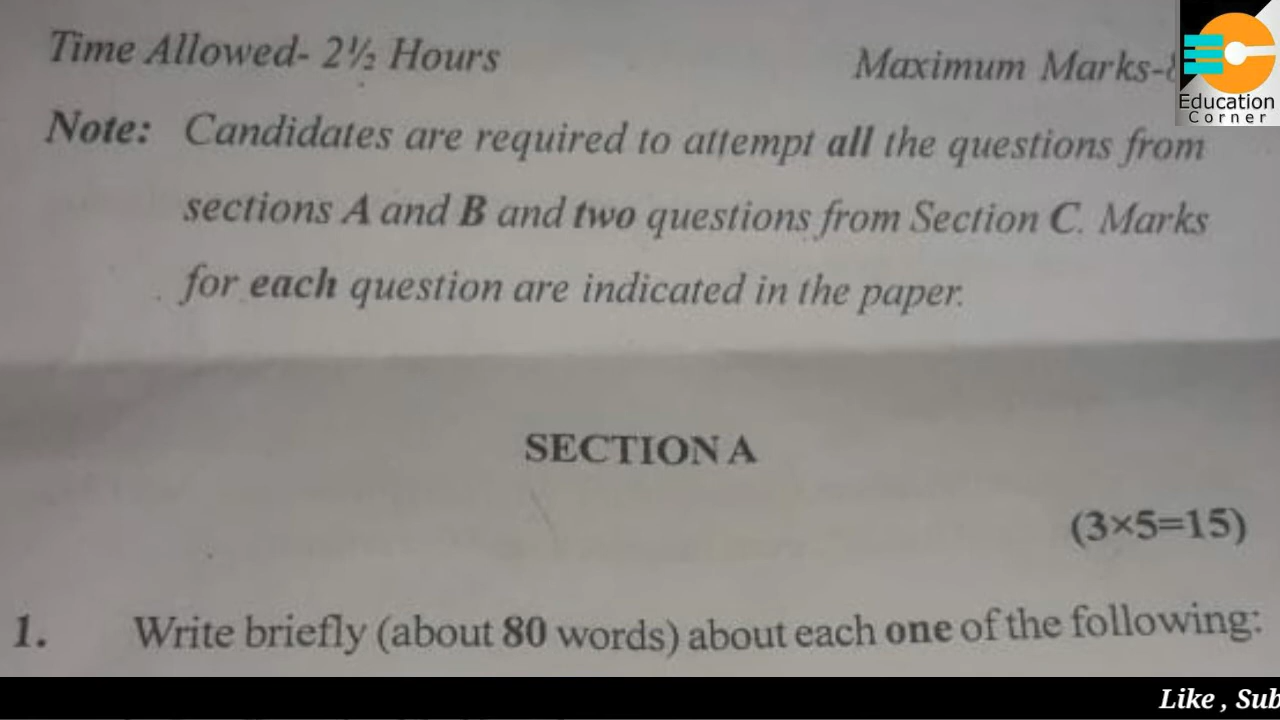 Time Allowed- 2½ Hours
Maximum Marks-
Education
Corner
Note: Candidates are required to attempt all the questions from
sections A and B and two questions from Section C. Marks
for each question are indicated in the paper.
SECTION A
(3×5=15)
1. Write briefly (about 80 words) about each one of the following:
Like , Sub